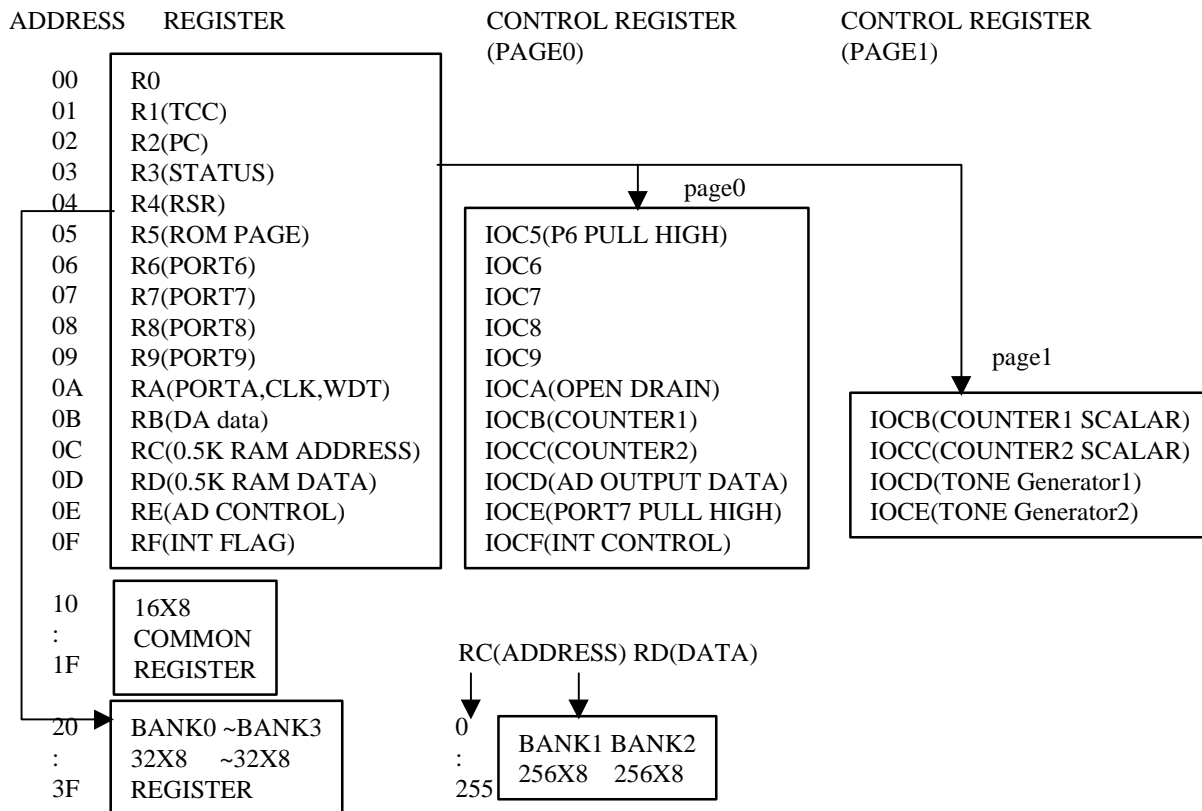 ADDRESS REGISTER CONTROL REGISTER CONTROL REGISTER
(PAGE0) (PAGE1)
00 R0
01 R1(TCC)
02 R2(PC)
03 R3(STATUS)
page0
04 R4(RSR)
05 R5(ROM PAGE) IOC5(P6 PULL HIGH)
06 R6(PORT6) IOC6
07 R7(PORT7) IOC7
08 R8(PORT8) IOC8
09 R9(PORT9) IOC9
page1
0A RA(PORTA,CLK,WDT) IOCA(OPEN DRAIN)
0B RB(DA data) IOCB(COUNTER1) IOCB(COUNTER1 SCALAR)
0C RC(0.5K RAM ADDRESS) IOCC(COUNTER2) IOCC(COUNTER2 SCALAR)
0D RD(0.5K RAM DATA) IOCD(AD OUTPUT DATA) IOCD(TONE Generator1)
0E RE(AD CONTROL) IOCE(PORT7 PULL HIGH) IOCE(TONE Generator2)
0F RF(INT FLAG) IOCF(INT CONTROL)
10 16X8
: COMMON
1F REGISTER
RC(ADDRESS) RD(DATA)
20 BANK0 ~BANK3 0
: 32X8 ~32X8 :
3F REGISTER 255
BANK1 BANK2
256X8 256X8